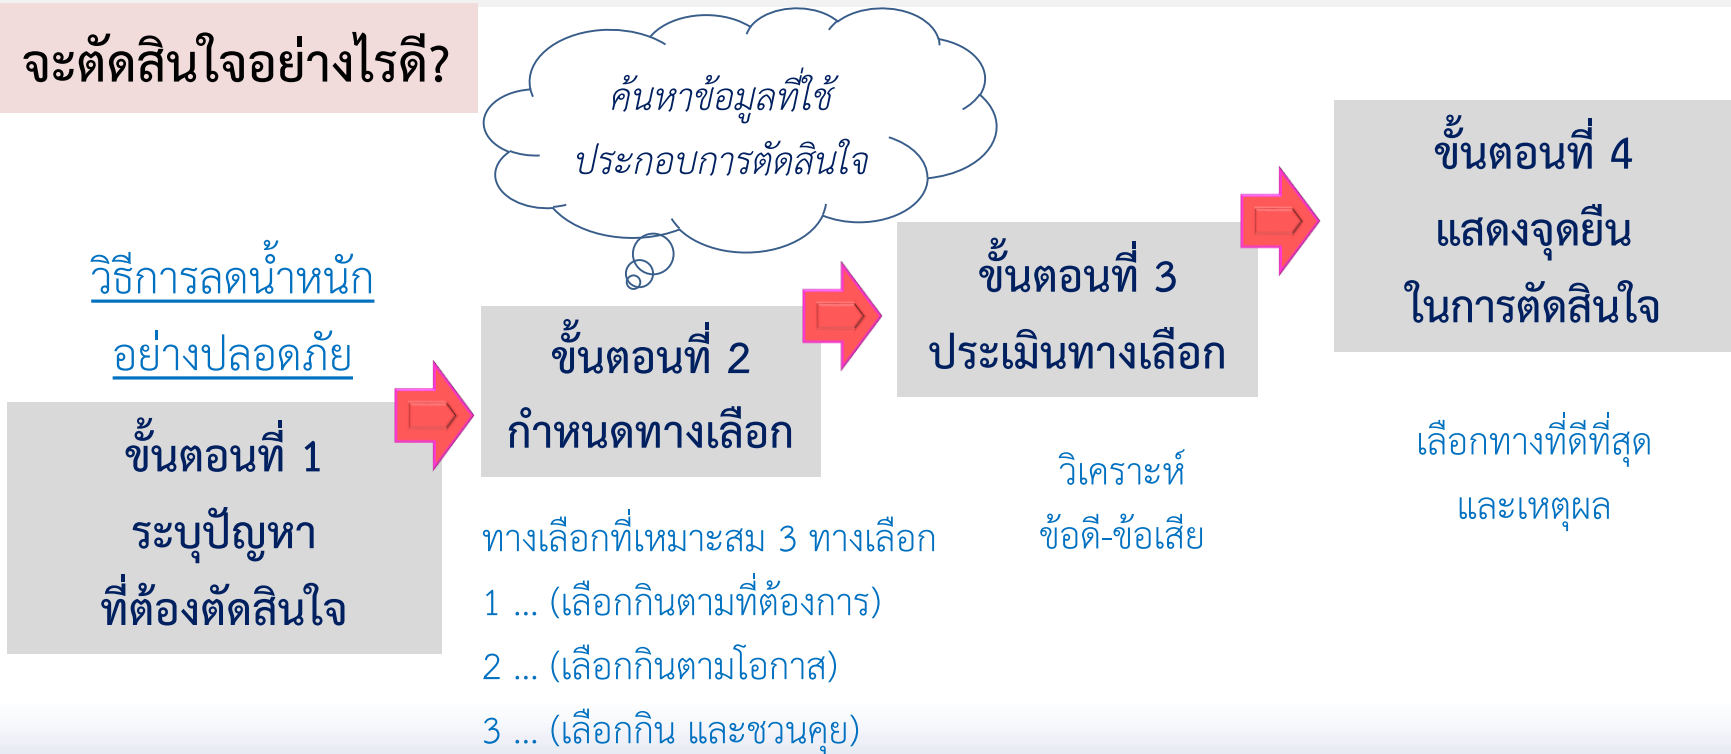 จะตัดสินใจอย่างไรดี?
ค้นหาข้อมูลที่ใช้
ประกอบการตัดสินใจ
วิธีการลดน้ำหนัก
อย่างปลอดภัย
ขั้นตอนที่ 1
ระบุปัญหา
ที่ต้องตัดสินใจ
ขั้นตอนที่ 2
กำหนดทางเลือก
ทางเลือกที่เหมาะสม 3 ทางเลือก
1 ... (เลือกกินตามที่ต้องการ)
2 ... (เลือกกินตามโอกาส)
3 ... (เลือกกิน และชวนคุย)
ขั้นตอนที่ 3
ประเมินทางเลือก
วิเคราะห์
ข้อดี-ข้อเสีย
ขั้นตอนที่ 4
แสดงจุดยืน
ในการตัดสินใจ
เลือกทางที่ดีที่สุด
และเหตุผล